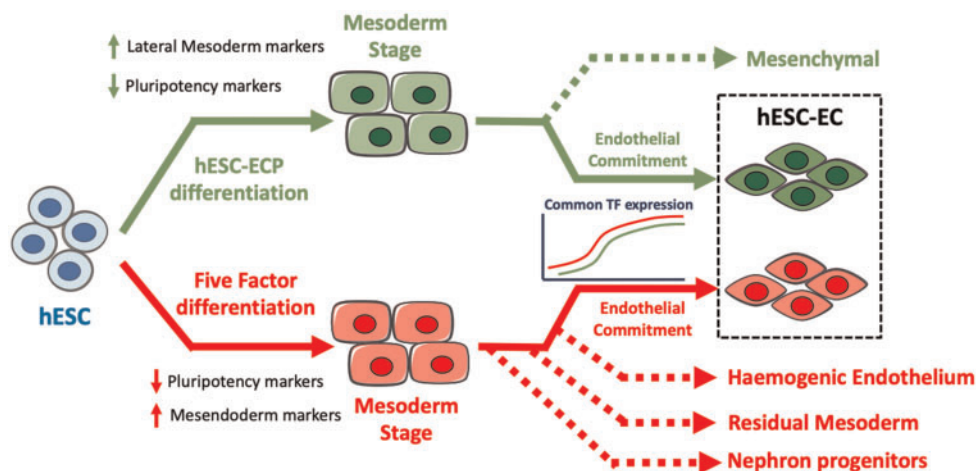 Mesoderm
Stage
Lateral Mesoderm markers
Pluripotency markers
Mesenchymal
hESC-EC
hESC-ECP
differentiation
Endothelial
Commitment
Common TF expression
hESC
Five Factor
differentiation
Endothelial
Commitment
Pluripotency markers
Mesendoderm markers
Mesoderm
Stage
Haemogenic Endothelium
Residual Mesoderm
Nephron progenitors